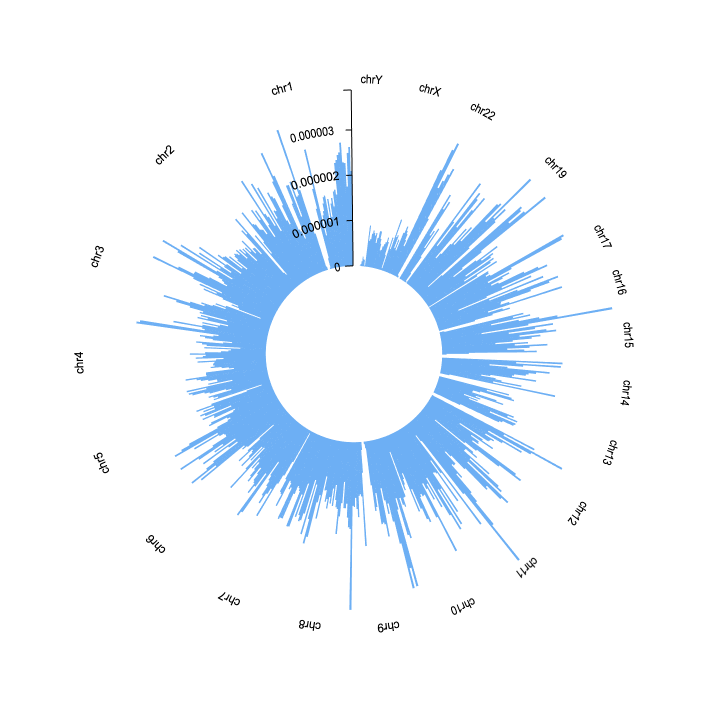 chrY
chrX
chr22
chr19
chr17
chr16
chr15
chr14
chr13
chr12
chr11
chr10
chr9
chr8
chr7
chr6
chr5
chr4
chr3
chr2
chr1
0.000003
0.000002
0.000001
0